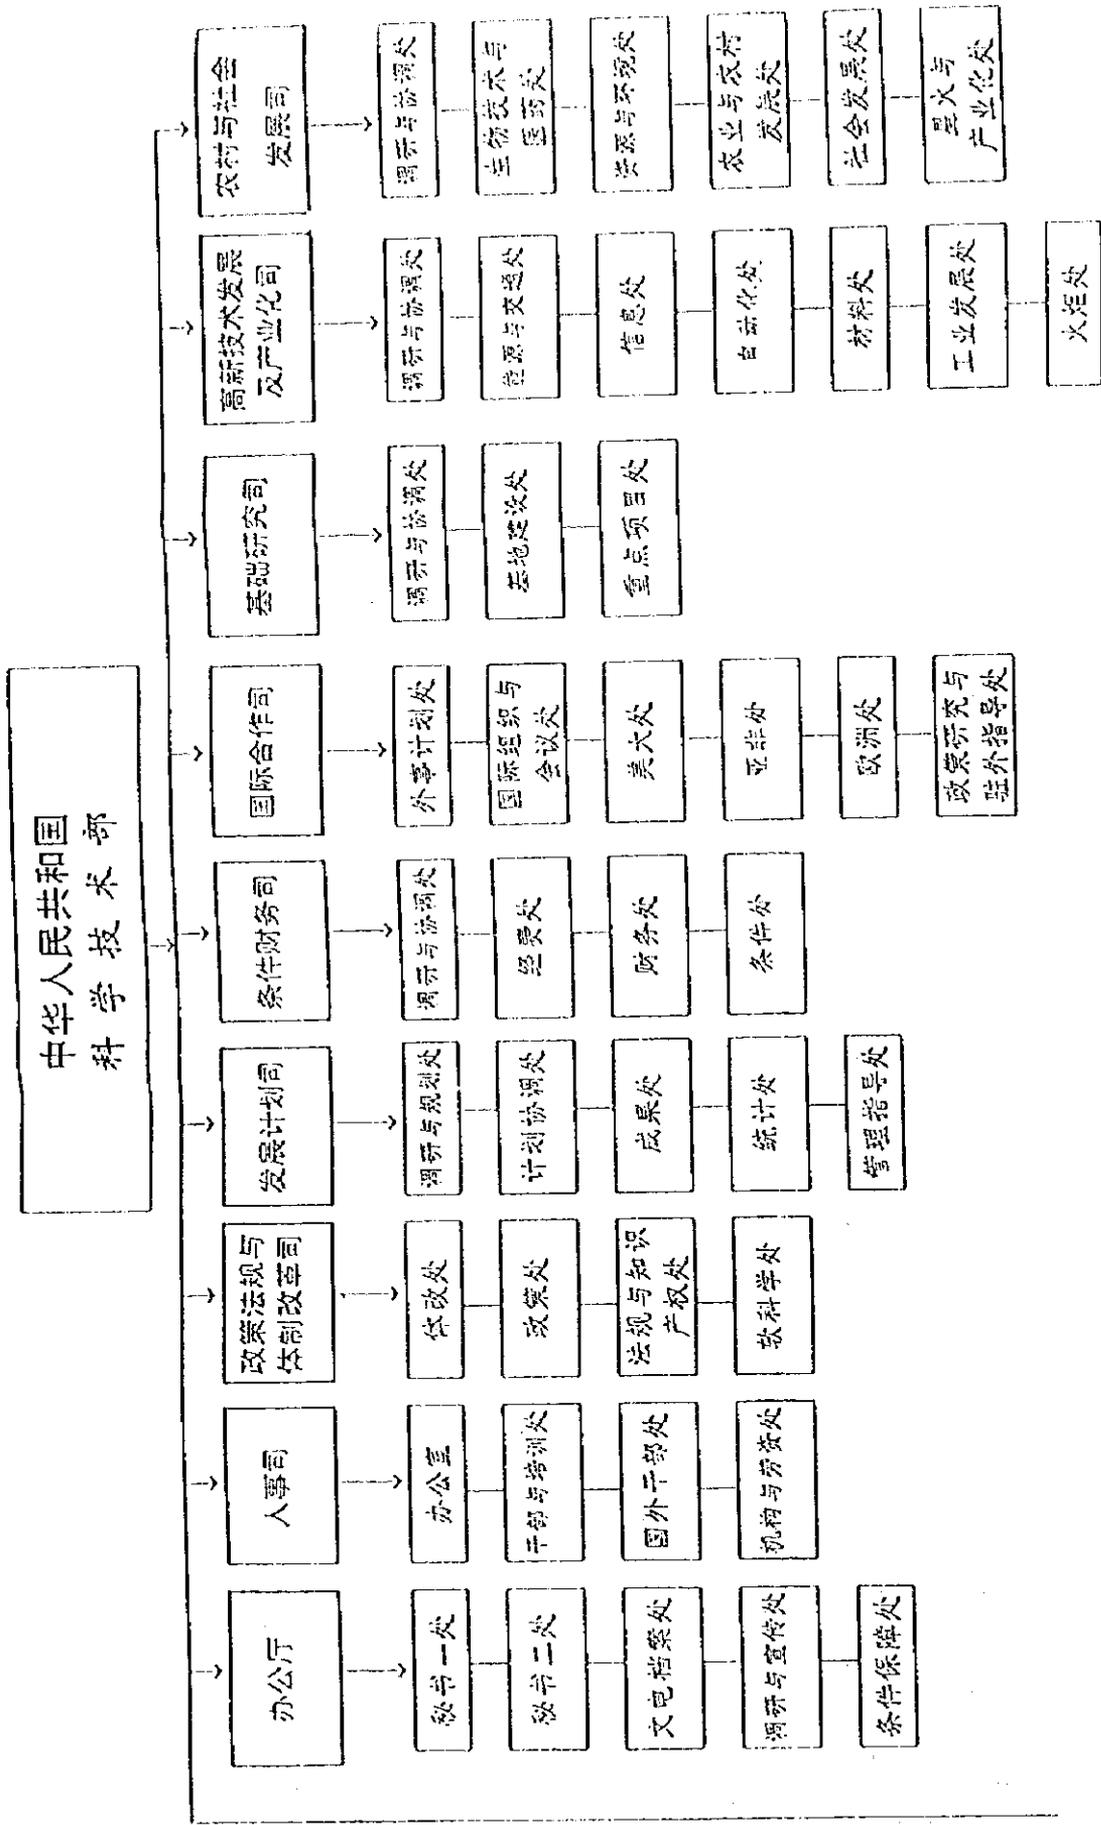 中华人民共和国
科学技术部
办公厅
秘书一处
秘书二处
文电档案处
调研与宣传处
条件保障处
人事司
办公室
干部与培训处
国外干部处
机构与劳资处
政策法规与
体制改革司
体改处
政策处
法规与知识
产权处
软科学处
发展计划司
调研与规划处
计划协调处
成果处
统计处
管理指导处
条件财务司
调研与协调处
经费处
财务处
条件处
国际合作司
外事计划处
国际组织与
会议处
美大处
亚非处
欧洲处
政策研究与
驻外指导处
基础研究司
调研与协调处
基地建设处
重点项目处
高新技术发展
及产业化司
调研与协调处
能源与交通处
信息处
自动化处
材料处
工业发展处
火炬处
农村与社会
发展司
调研与协调处
生物技术与
医药处
资源与环境处
农业与农村
发展处
社会发展处
星火与
产业化处